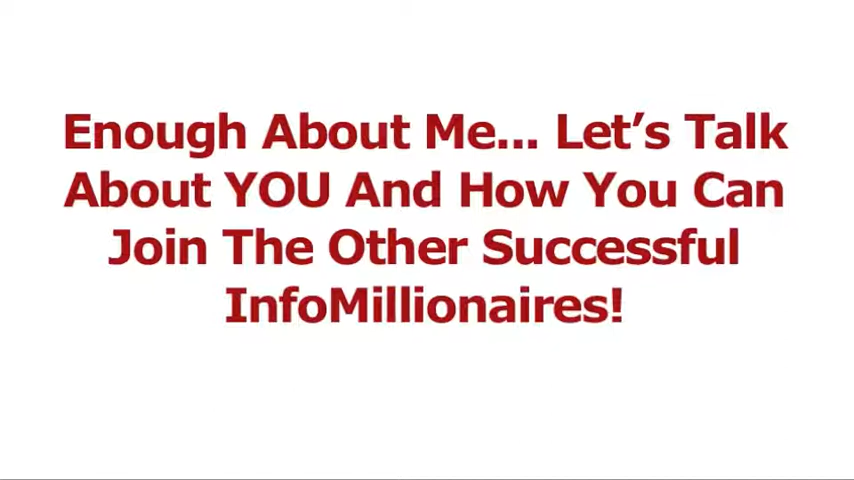 Enough About Me... Let’s Talk
About YOU And How You Can
Join The Other Successful
InfoMillionaires!